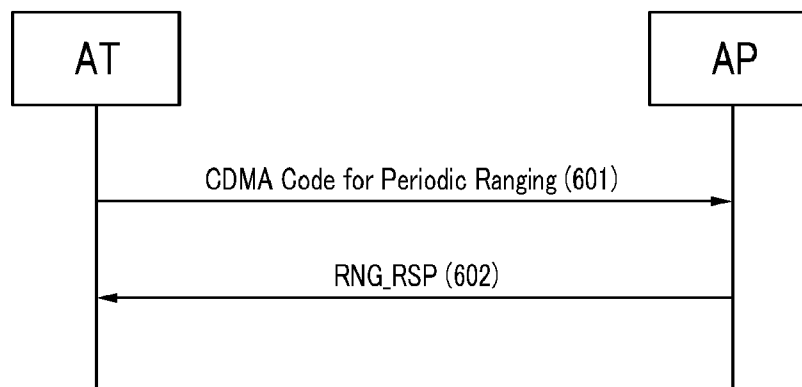 AT
AP
CDMA Code for Periodic Ranging (601)
RNG_RSP (602)